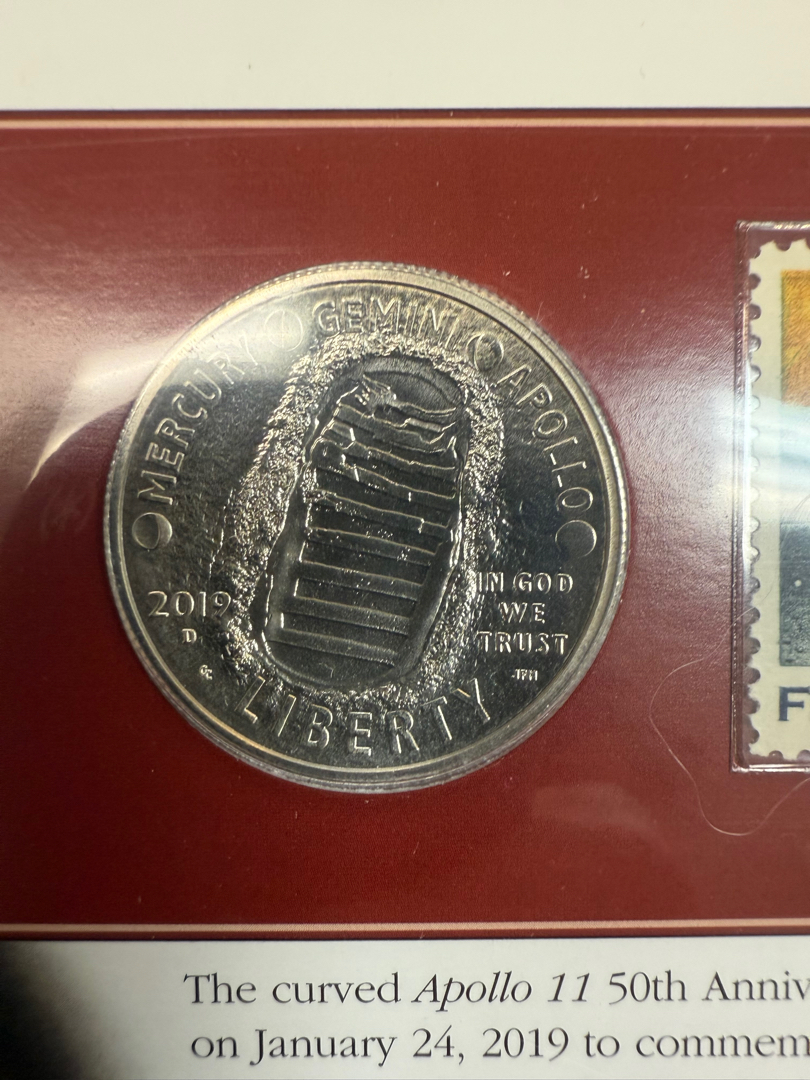 MERCURY GEMINI APOLLO
2019
D
IN GOD
WE
TRUST
LIBERTY
F
The curved Apollo 11 50th Anniv
on January 24, 2019 to commem